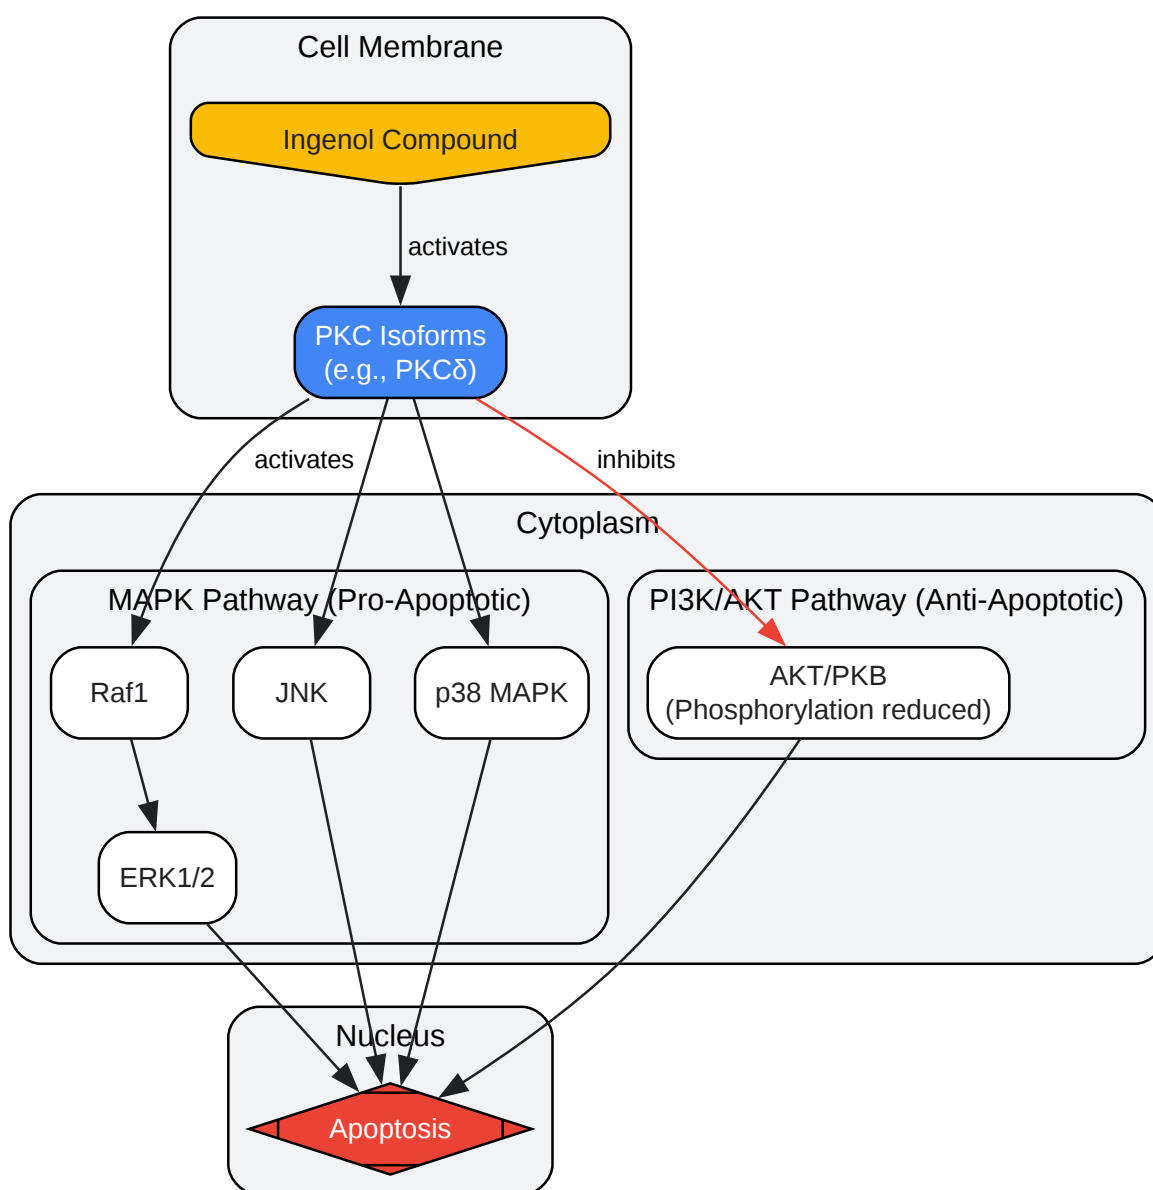 Cell Membrane
Ingenol Compound
activates
PKC Isoforms
(e.g., PKCδ)
activates
inhibits
Cytoplasm
MAPK Pathway (Pro-Apoptotic)
PI3K/AKT Pathway (Anti-Apoptotic)
Raf1
JNK
p38 MAPK
AKT/PKB
(Phosphorylation reduced)
ERK1/2
Nucleus
Apoptosis